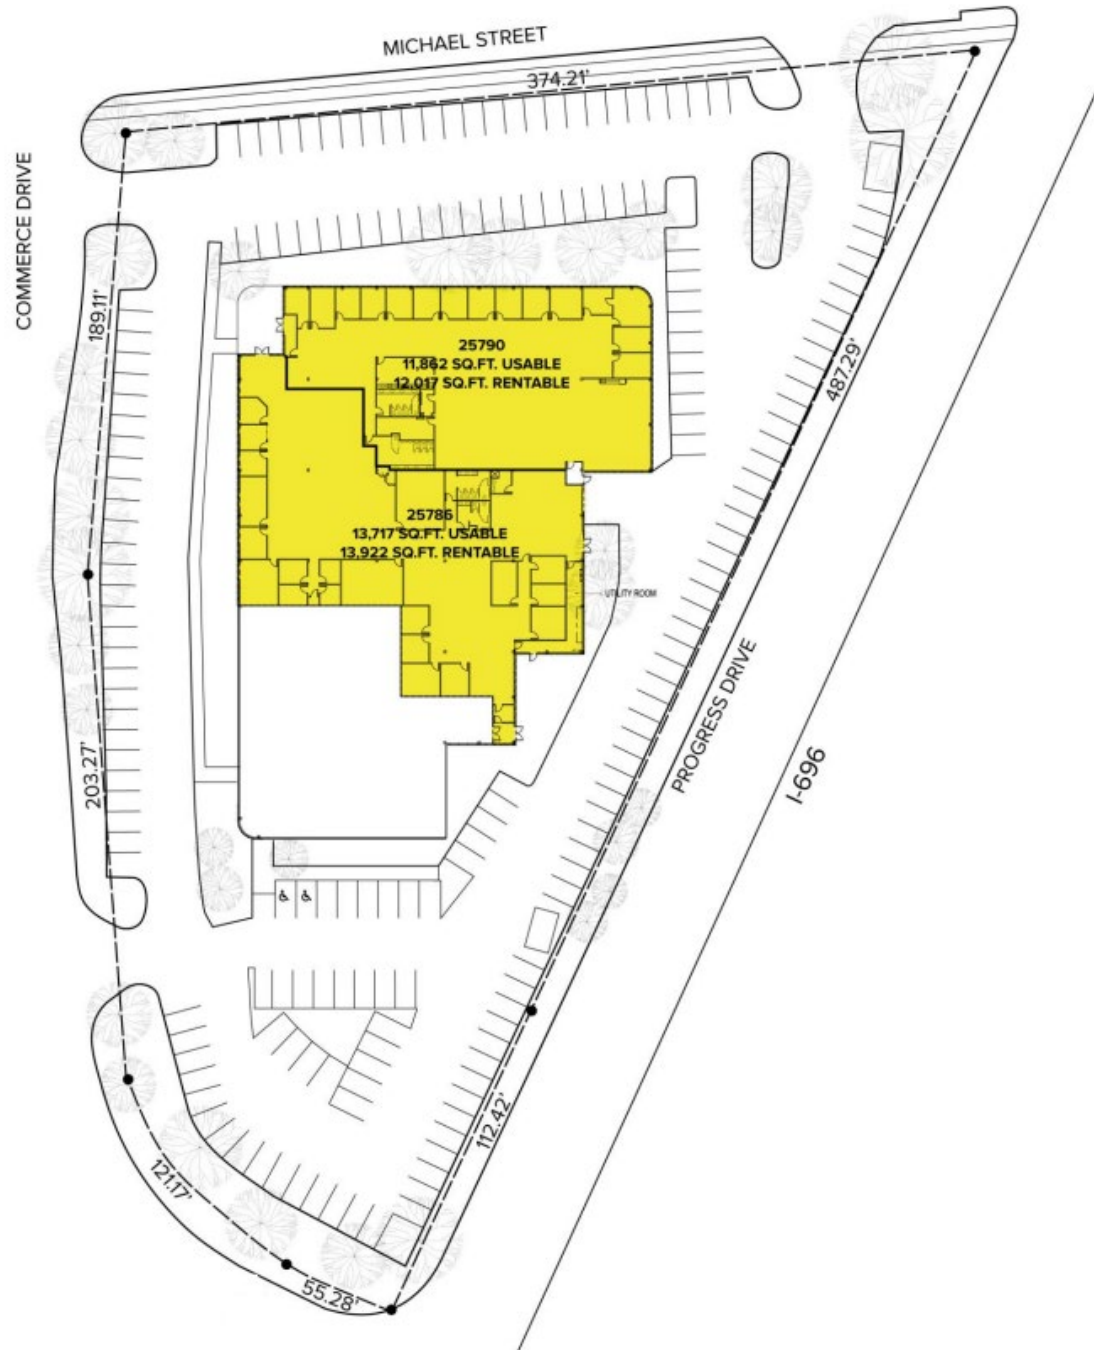 MICHAEL STREET
374.21'
COMMERCE DRIVE
189.11'
487.29'
25790
11,862 SQ.FT. USABLE
12,017 SQ.FT. RENTABLE
25786
13,717 SQ.FT. USABLE
13,922 SQ.FT. RENTABLE
UTILITY ROOM
PROGRESS DRIVE
I-696
203.27'
112.42'
121.17'
55.28'